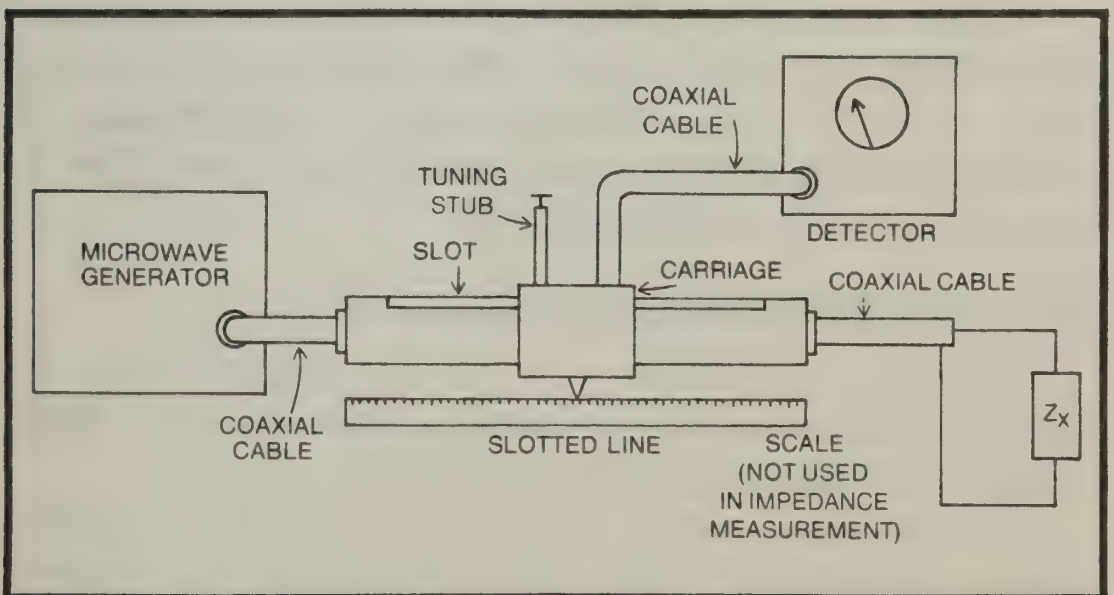 COAXIAL
CABLE
TUNING
STUB
SLOT
MICROWAVE
GENERATOR
DETECTOR
CARRIAGE
COAXIAL CABLE
COAXIAL
CABLE
SLOTTED LINE
SCALE
(NOT USED
IN IMPEDANCE
MEASUREMENT)
ZX